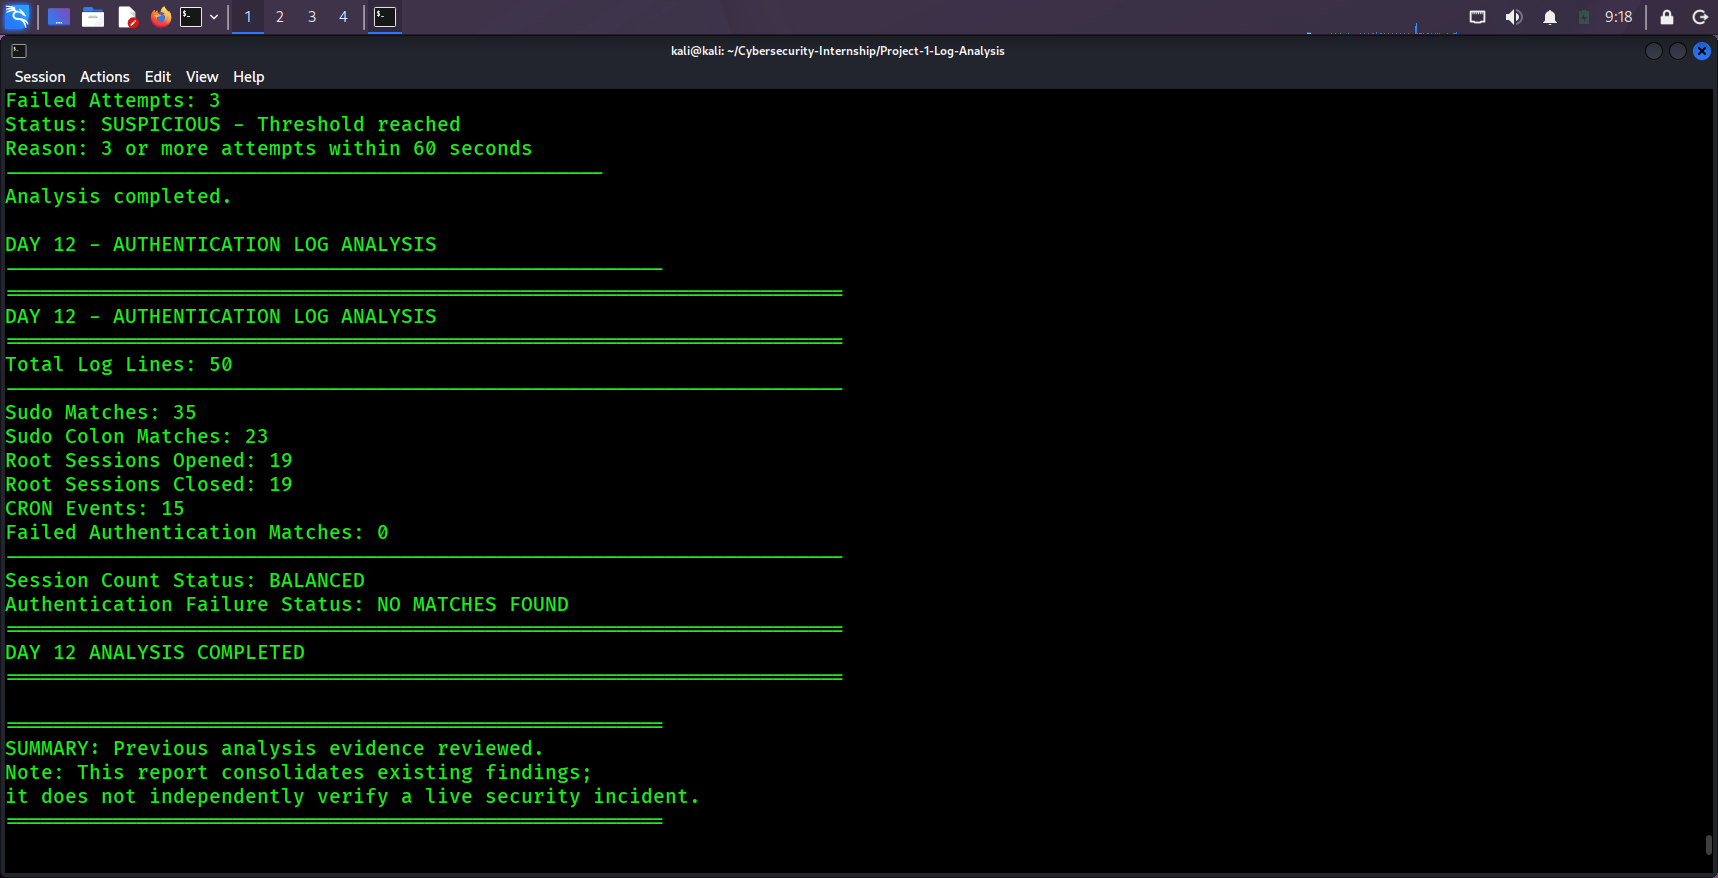 1 2 3 4 9:18
kali@kali: ~/Cybersecurity-Internship/Project-1-Log-Analysis
Session Actions Edit View Help
Failed Attempts: 3
Status: SUSPICIOUS - Threshold reached
Reason: 3 or more attempts within 60 seconds
--------------------------------------------------
Analysis completed.
DAY 12 - AUTHENTICATION LOG ANALYSIS
-------------------------------------------------------
======================================================================
DAY 12 - AUTHENTICATION LOG ANALYSIS
======================================================================
Total Log Lines: 50
----------------------------------------------------------------------
Sudo Matches: 35
Sudo Colon Matches: 23
Root Sessions Opened: 19
Root Sessions Closed: 19
CRON Events: 15
Failed Authentication Matches: 0
----------------------------------------------------------------------
Session Count Status: BALANCED
Authentication Failure Status: NO MATCHES FOUND
======================================================================
DAY 12 ANALYSIS COMPLETED
======================================================================
=======================================================
SUMMARY: Previous analysis evidence reviewed.
Note: This report consolidates existing findings;
it does not independently verify a live security incident.
=======================================================